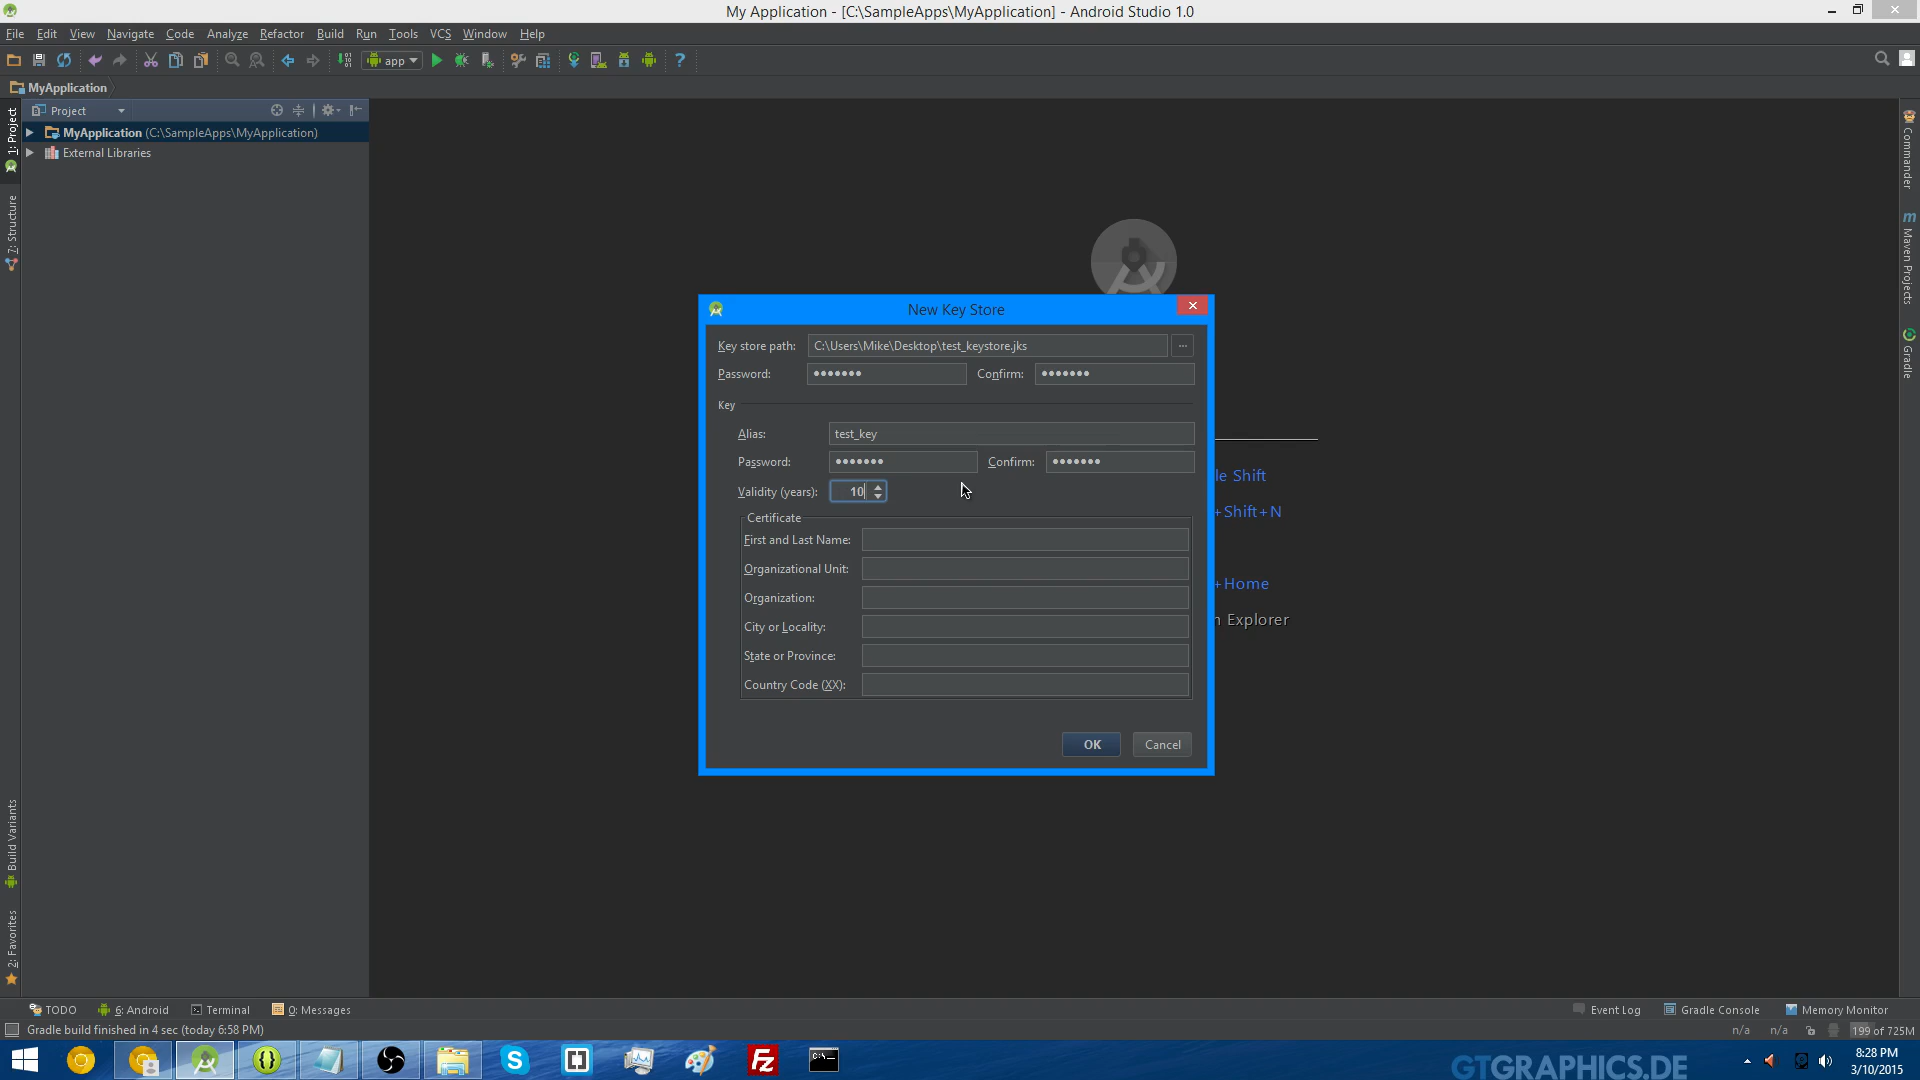 My Application - [C:\SampleApps\MyApplication] - Android Studio 1.0
File Edit View Navigate Code Analyze Refactor Build Run Tools VCS Window Help
app
MyApplication
Project
MyApplication (C:\SampleApps\MyApplication)
External Libraries
1: Project
7: Structure
Build Variants
2: Favorites
Commander
Maven Projects
Gradle
New Key Store
Key store path: C:\Users\Mike\Desktop\test_keystore.jks ...
Password: ••••••• Confirm: •••••••
Key
Alias: test_key
Password: ••••••• Confirm: •••••••
Validity (years): 10
Certificate
First and Last Name:
Organizational Unit:
Organization:
City or Locality:
State or Province:
Country Code (XX):
OK Cancel
le Shift
+Shift+N
+Home
n Explorer
TODO 6: Android Terminal 0: Messages Event Log Gradle Console Memory Monitor
Gradle build finished in 4 sec (today 6:58 PM) n/a n/a 199 of 725M
GTGRAPHICS.DE
8:28 PM
3/10/2015